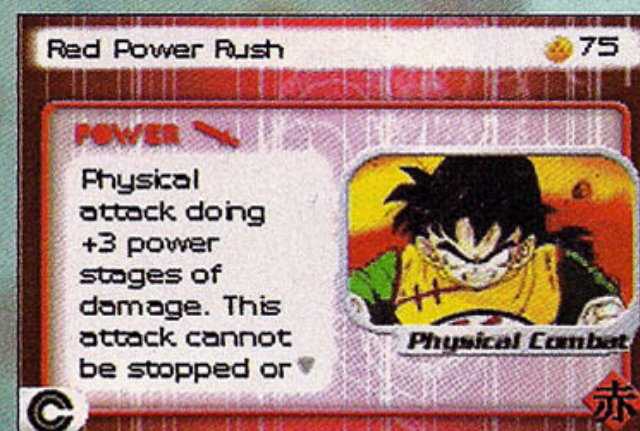 Red Power Rush
75
POWER
Physical
attack doing
+3 power
stages of
damage. This
attack cannot
be stopped or
Physical Combat
C
赤